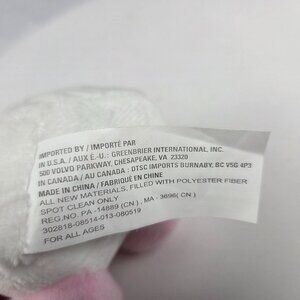 IMPORTED BY / IMPORTÉ PAR
IN U.S.A. / AUX É.-U. : GREENBRIER INTERNATIONAL, INC.
500 VOLVO PARKWAY, CHESAPEAKE, VA 23320
IN CANADA / AU CANADA : DTSC IMPORTS BURNABY, BC V5G 4P3
MADE IN CHINA / FABRIQUÉ EN CHINE
ALL NEW MATERIALS, FILLED WITH POLYESTER FIBER
SPOT CLEAN ONLY
REG.NO. PA -14889 (CN ) , MA - 3696( CN )
302818-08514-013-080519
FOR ALL AGES